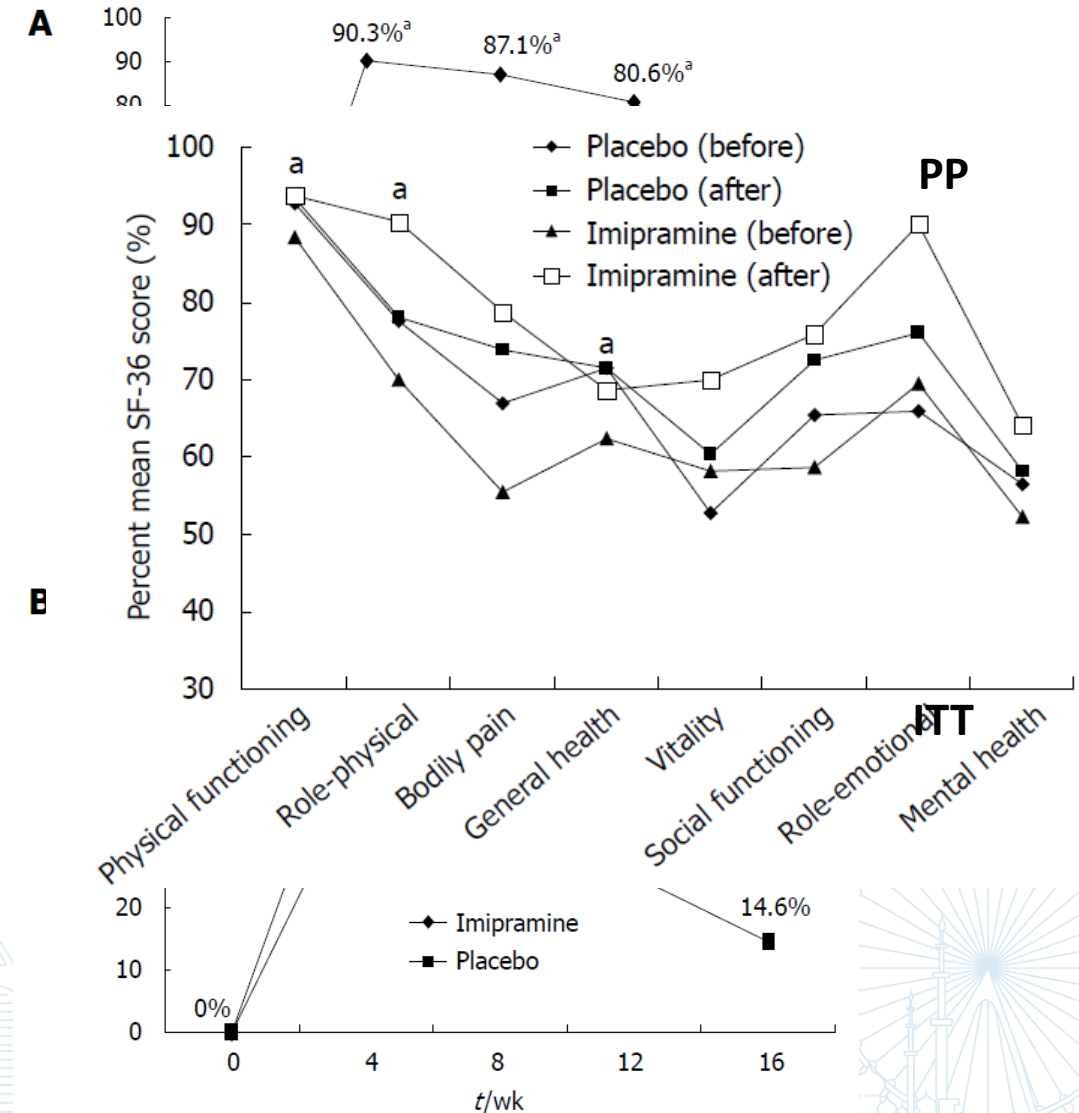 A
100
90.3%ᵃ
87.1%ᵃ
90
80.6%ᵃ
80
100
a
a
90
80
70
a
60
50
40
30
Percent mean SF-36 score (%)
Placebo (before)
Placebo (after)
Imipramine (before)
Imipramine (after)
PP
B
ITT
Physical functioning
Role-physical
Bodily pain
General health
Vitality
Social functioning
Role-emotional
Mental health
20
10
0
0%
Imipramine
Placebo
14.6%
0 4 8 12 16
t/wk